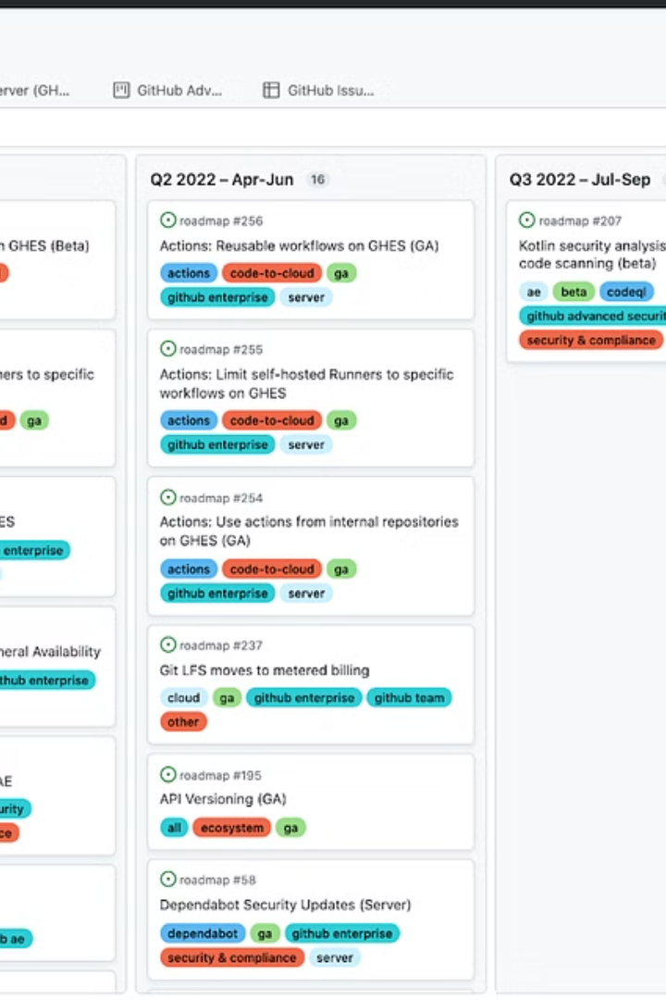 erver (GH...
GitHub Adv...
GitHub Issu...
n GHES (Beta)
ners to specific
d ga
ES
enterprise
neral Availability
thub enterprise
AE
urity
ce
b ae
Q2 2022 – Apr-Jun 16
roadmap #256
Actions: Reusable workflows on GHES (GA)
actions code-to-cloud ga
github enterprise server
roadmap #255
Actions: Limit self-hosted Runners to specific
workflows on GHES
actions code-to-cloud ga
github enterprise server
roadmap #254
Actions: Use actions from internal repositories
on GHES (GA)
actions code-to-cloud ga
github enterprise server
roadmap #237
Git LFS moves to metered billing
cloud ga github enterprise github team
other
roadmap #195
API Versioning (GA)
all ecosystem ga
roadmap #58
Dependabot Security Updates (Server)
dependabot ga github enterprise
security & compliance server
Q3 2022 – Jul-Sep
roadmap #207
Kotlin security analysis
code scanning (beta)
ae beta codeql
github advanced securit
security & compliance